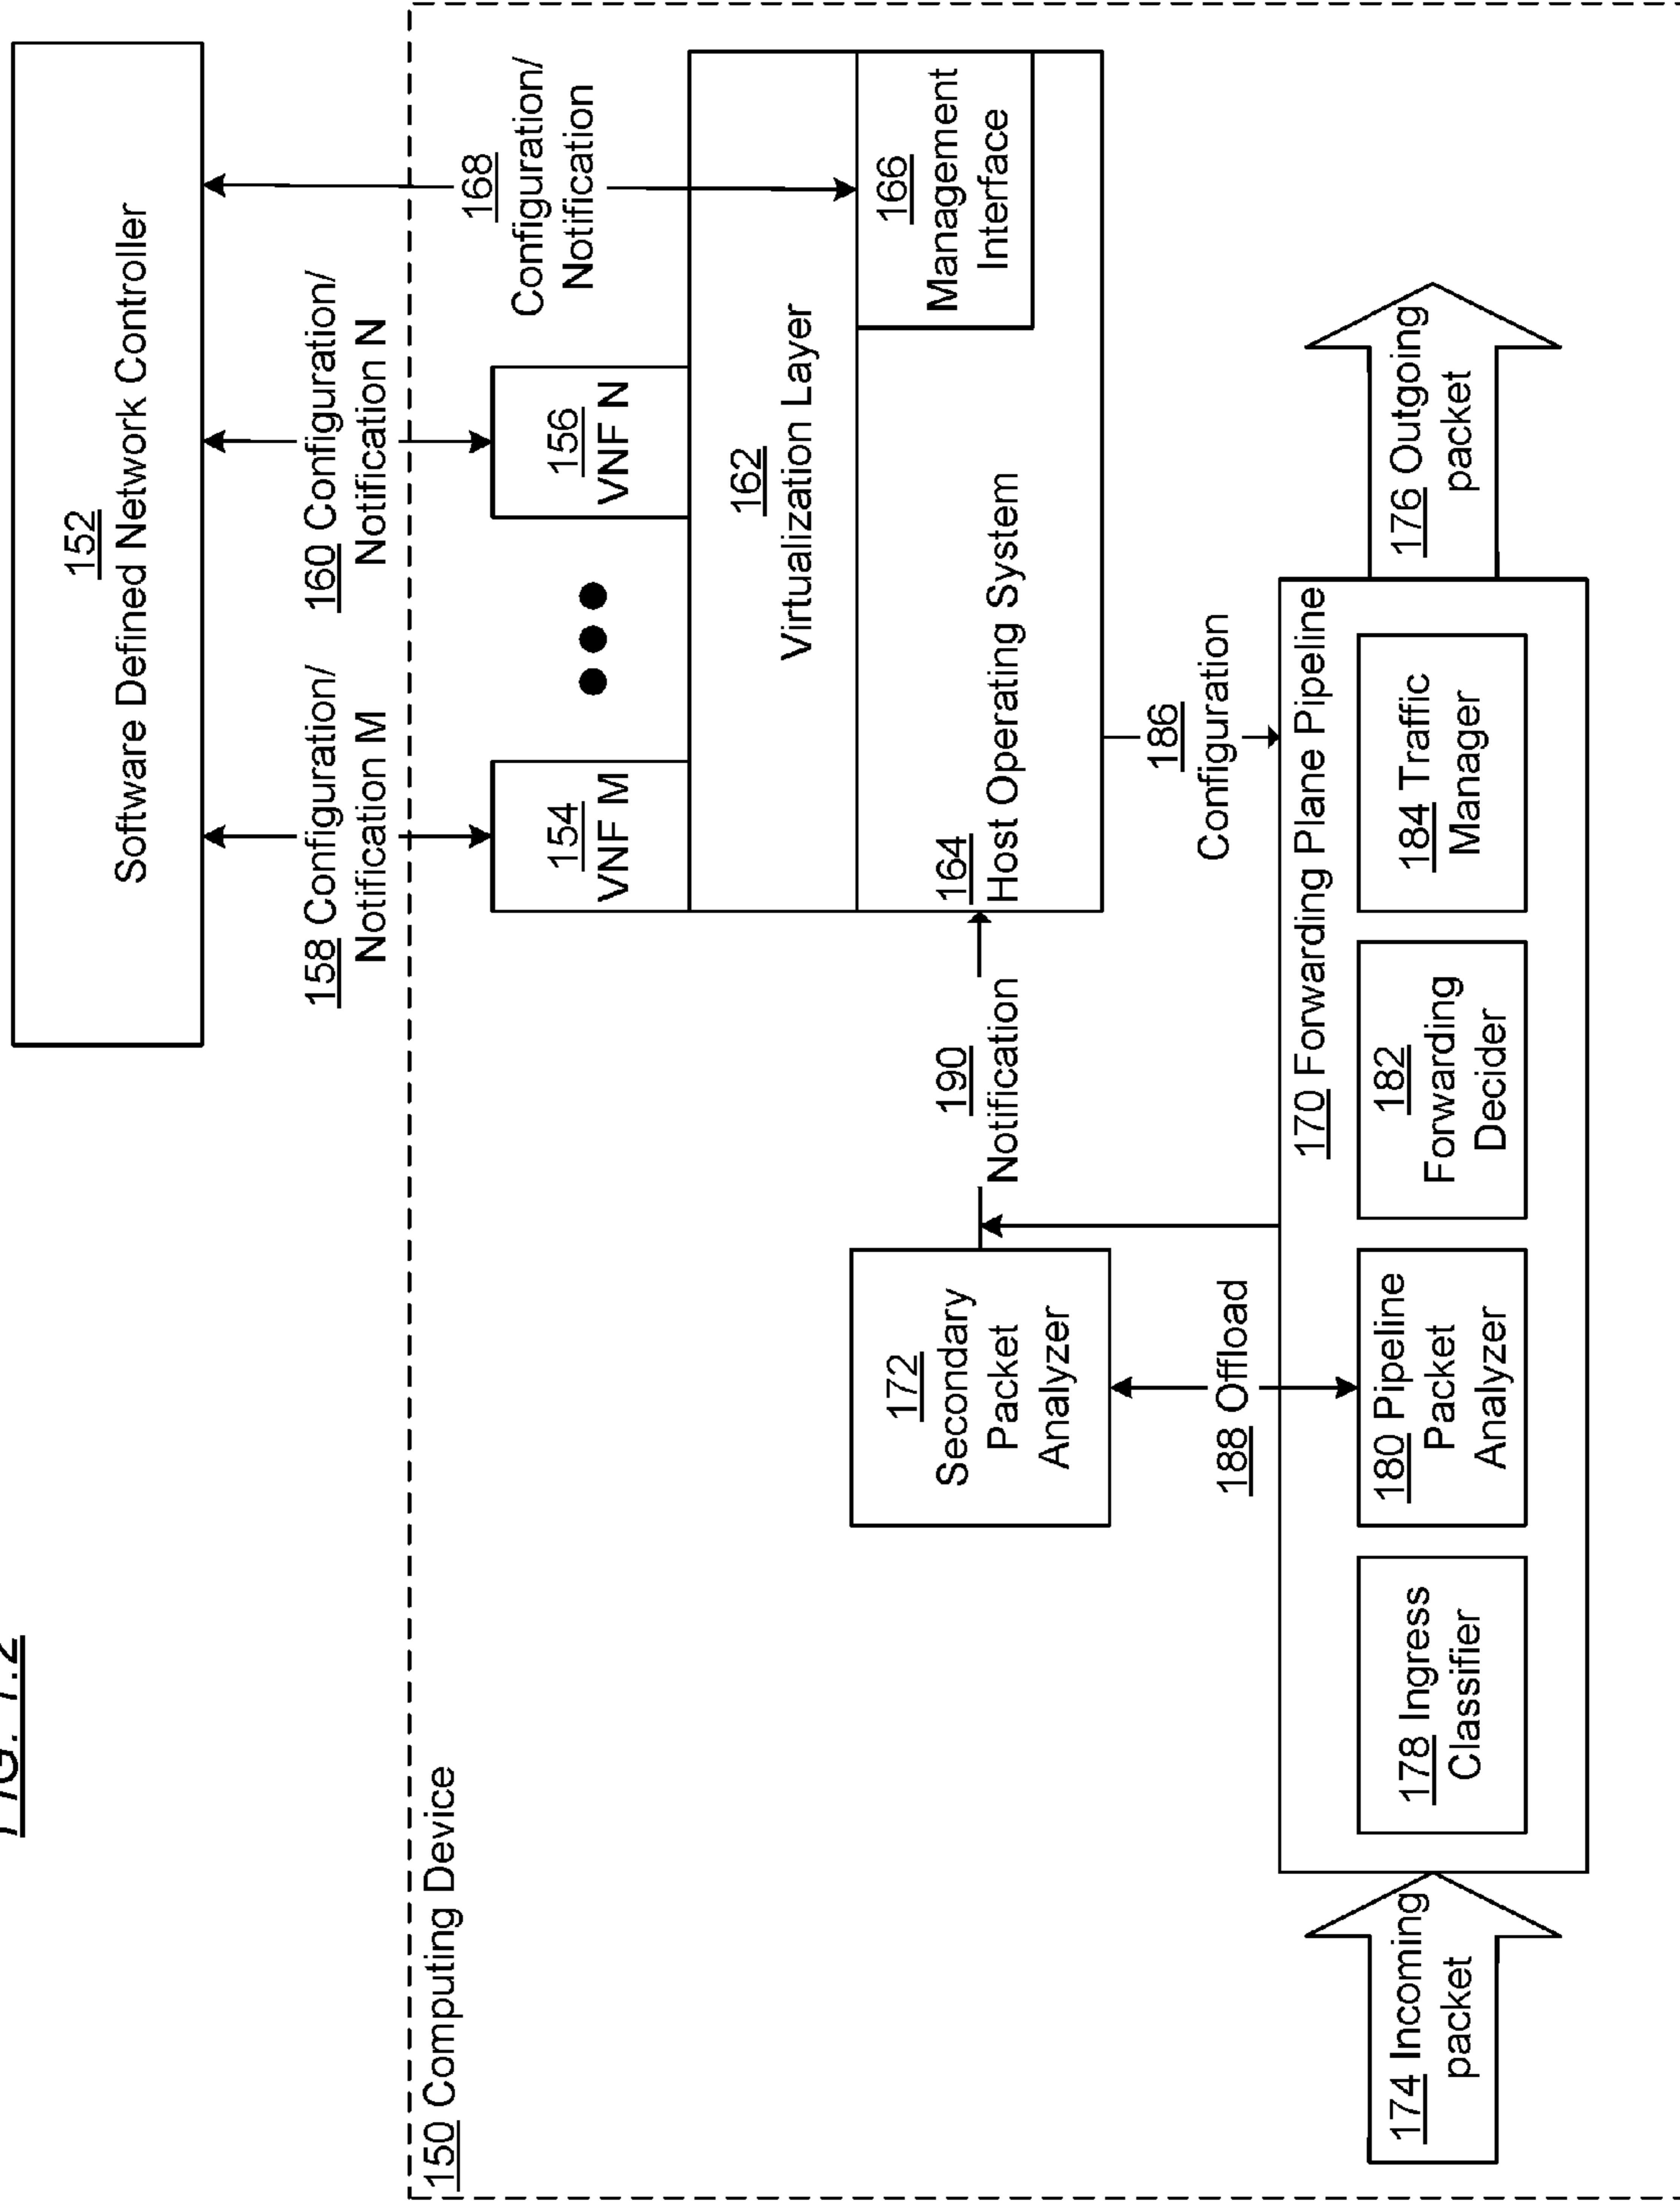 FIG. 1.2
152
Software Defined Network Controller
158 Configuration/
Notification M
160 Configuration/
Notification N
168
Configuration/
Notification
150 Computing Device
154
VNF M
156
VNF N
162
Virtualization Layer
164
Host Operating System
166
Management
Interface
172
Secondary
Packet
Analyzer
190
Notification
188 Offload
186
Configuration
170 Forwarding Plane Pipeline
174 Incoming
packet
178 Ingress
Classifier
180 Pipeline
Packet
Analyzer
182
Forwarding
Decider
184 Traffic
Manager
176 Outgoing
packet